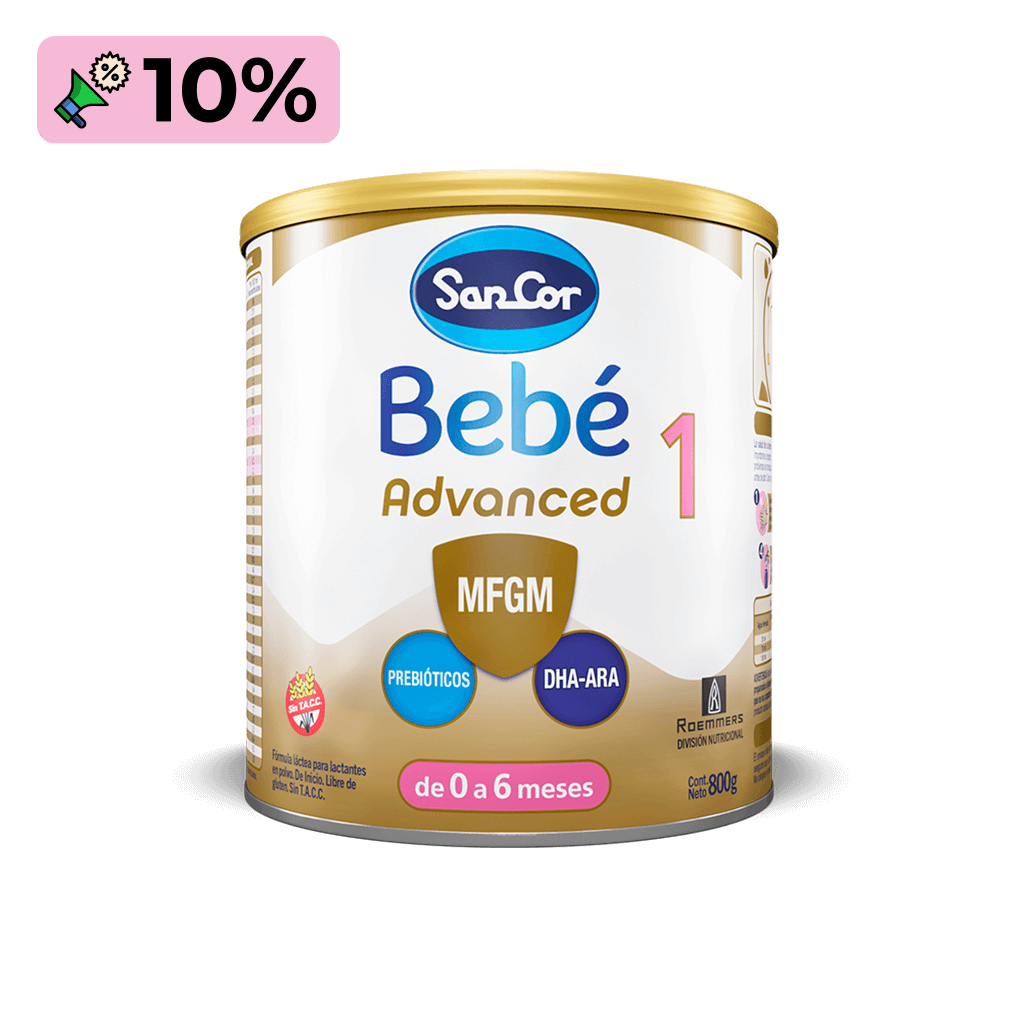 10%
SanCor
Bebé
1
Advanced
MFGM
PREBIÓTICOS
DHA-ARA
Sin T.A.C.C.
ROEMMERS
DIVISIÓN NUTRICIONAL
Fórmula láctea para lactantes
en polvo. De Inicio. Libre de
gluten. Sin T.A.C.C.
de 0 a 6 meses
Cont.
Neto 800g